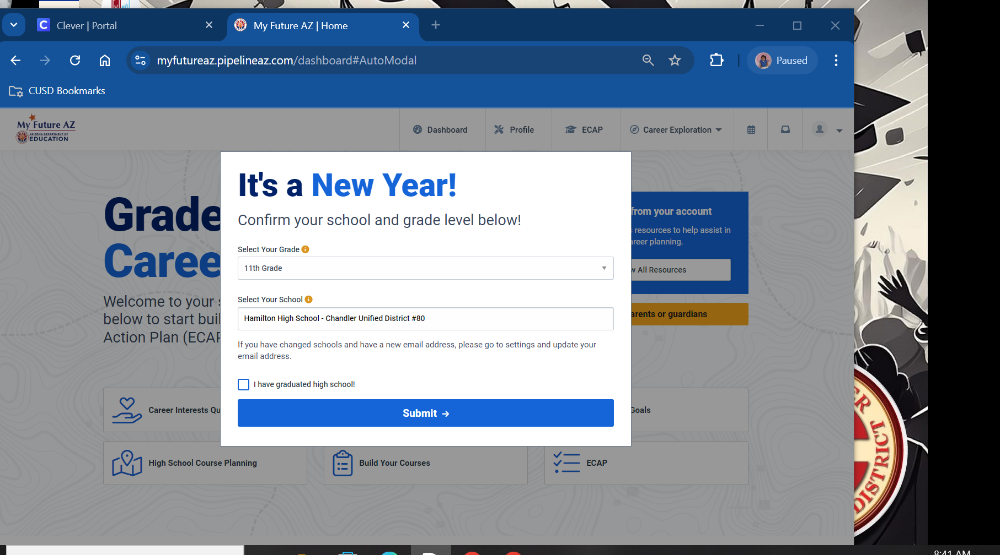 Clever | Portal
My Future AZ | Home
myfutureaz.pipelineaz.com/dashboard#AutoModal
Paused
CUSD Bookmarks
My Future AZ
ARIZONA DEPARTMENT OF
EDUCATION
Dashboard
Profile
ECAP
Career Exploration
It's a New Year!
Confirm your school and grade level below!
Select Your Grade
11th Grade
Select Your School
Hamilton High School - Chandler Unified District #80
If you have changed schools and have a new email address, please go to settings and update your
email address.
I have graduated high school!
Submit →
Grade
Caree
Welcome to your
below to start buil
Action Plan (ECAP
from your account
resources to help assist in
areer planning.
w All Resources
arents or guardians
Career Interests Qu
Goals
High School Course Planning
Build Your Courses
ECAP
ER
DISTRICT
8:41 AM